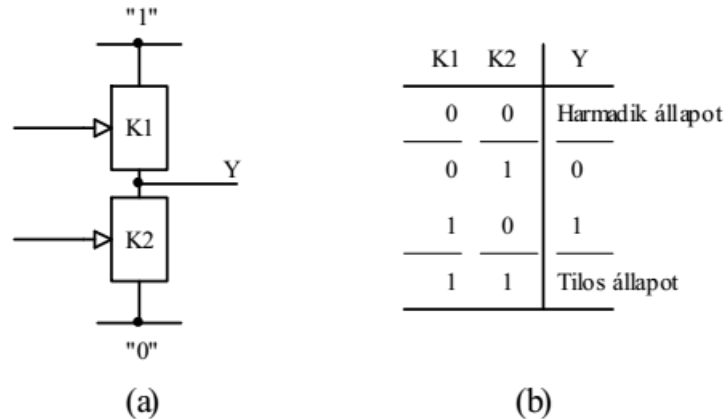 "1"
K1
Y
K2
"0"
(a)
K1 K2 Y
0 0 Harmadik állapot
0 1 0
1 0 1
1 1 Tilos állapot
(b)